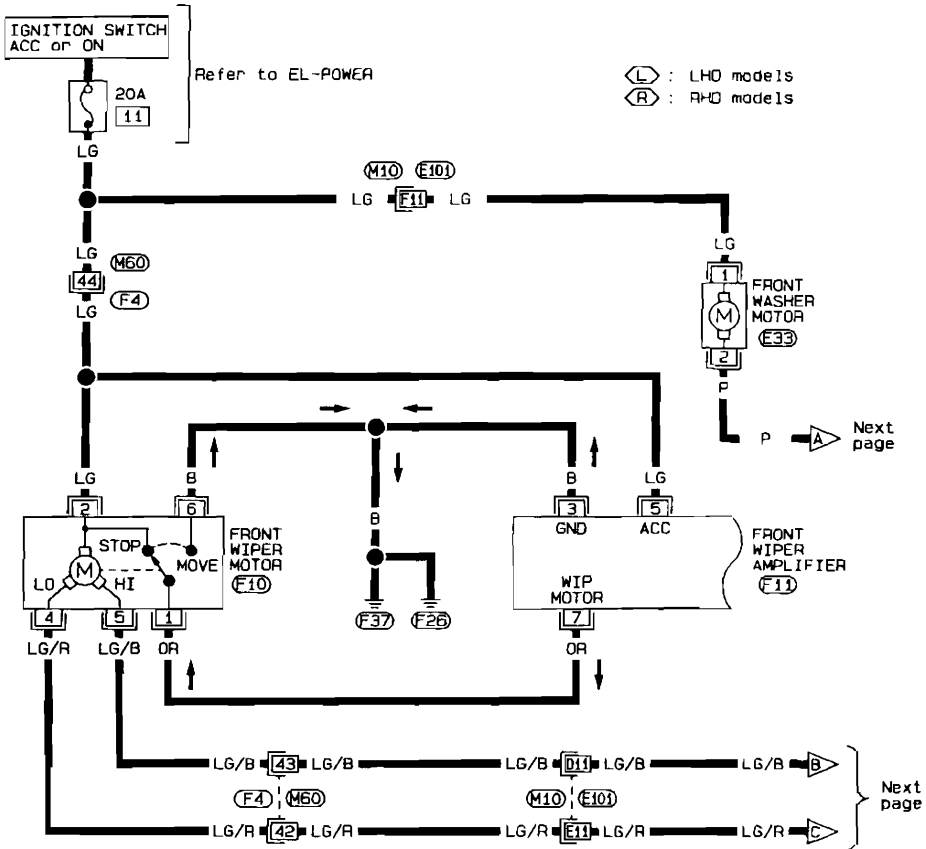 IGNITION SWITCH
ACC or ON
Refer to EL-POWER
20A
11
L : LHD models
R : RHD models
LG
M10 E101
LG F11 LG
LG
M60
44
F4
LG
LG
1
FRONT
WASHER
MOTOR
E33
M
2
P
P A Next
page
LG B B LG
2 6 3 5
GND ACC
B
STOP
MOVE
M
LO HI
FRONT
WIPER
MOTOR
F10
FRONT
WIPER
AMPLIFIER
F11
WIP
MOTOR
F37 F26
4 5 1 7
LG/R LG/B OR OR
LG/B 43 LG/B LG/B D11 LG/B LG/B B
F4 M60 M10 E101
Next
page
LG/R 42 LG/R LG/R E11 LG/R LG/R C